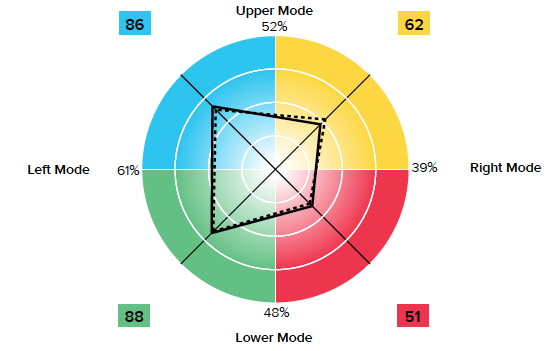 86
Upper Mode
52%
62
Left Mode
61%
39%
Right Mode
88
48%
51
Lower Mode